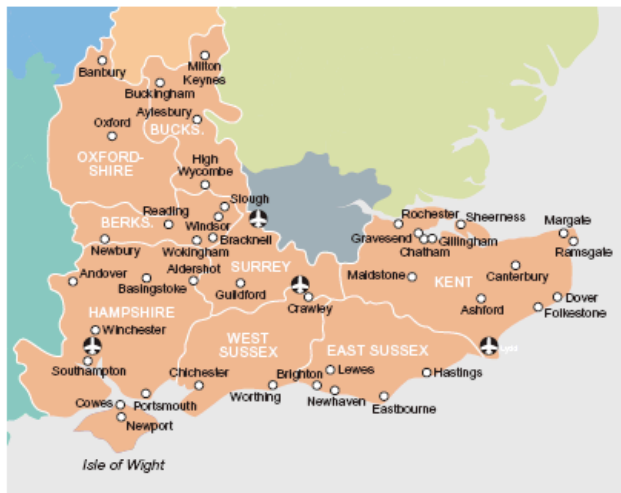 Banbury
Milton
Keynes
Buckingham
Aylesbury
Oxford
BUCKS.
OXFORD-
SHIRE
High
Wycombe
Slough
Reading
BERKS.
Windsor
Bracknell
Newbury
Wokingham
Rochester
Sheerness
Margale
Gravesend
Gillingham
Chatham
Ramsgate
Andover
Aldershot
SURREY
Maidstone
KENT
Canterbury
Basingstoke
Guildford
Crawley
Ashford
Dover
Folkestone
HAMPSHIRE
Winchester
WEST
SUSSEX
EAST SUSSEX
Southampton
Chichester
Brighton
Lewes
Hastings
Worthing
Newhaven
Eastbourne
Cowes
Portsmouth
Newport
Isle of Wight